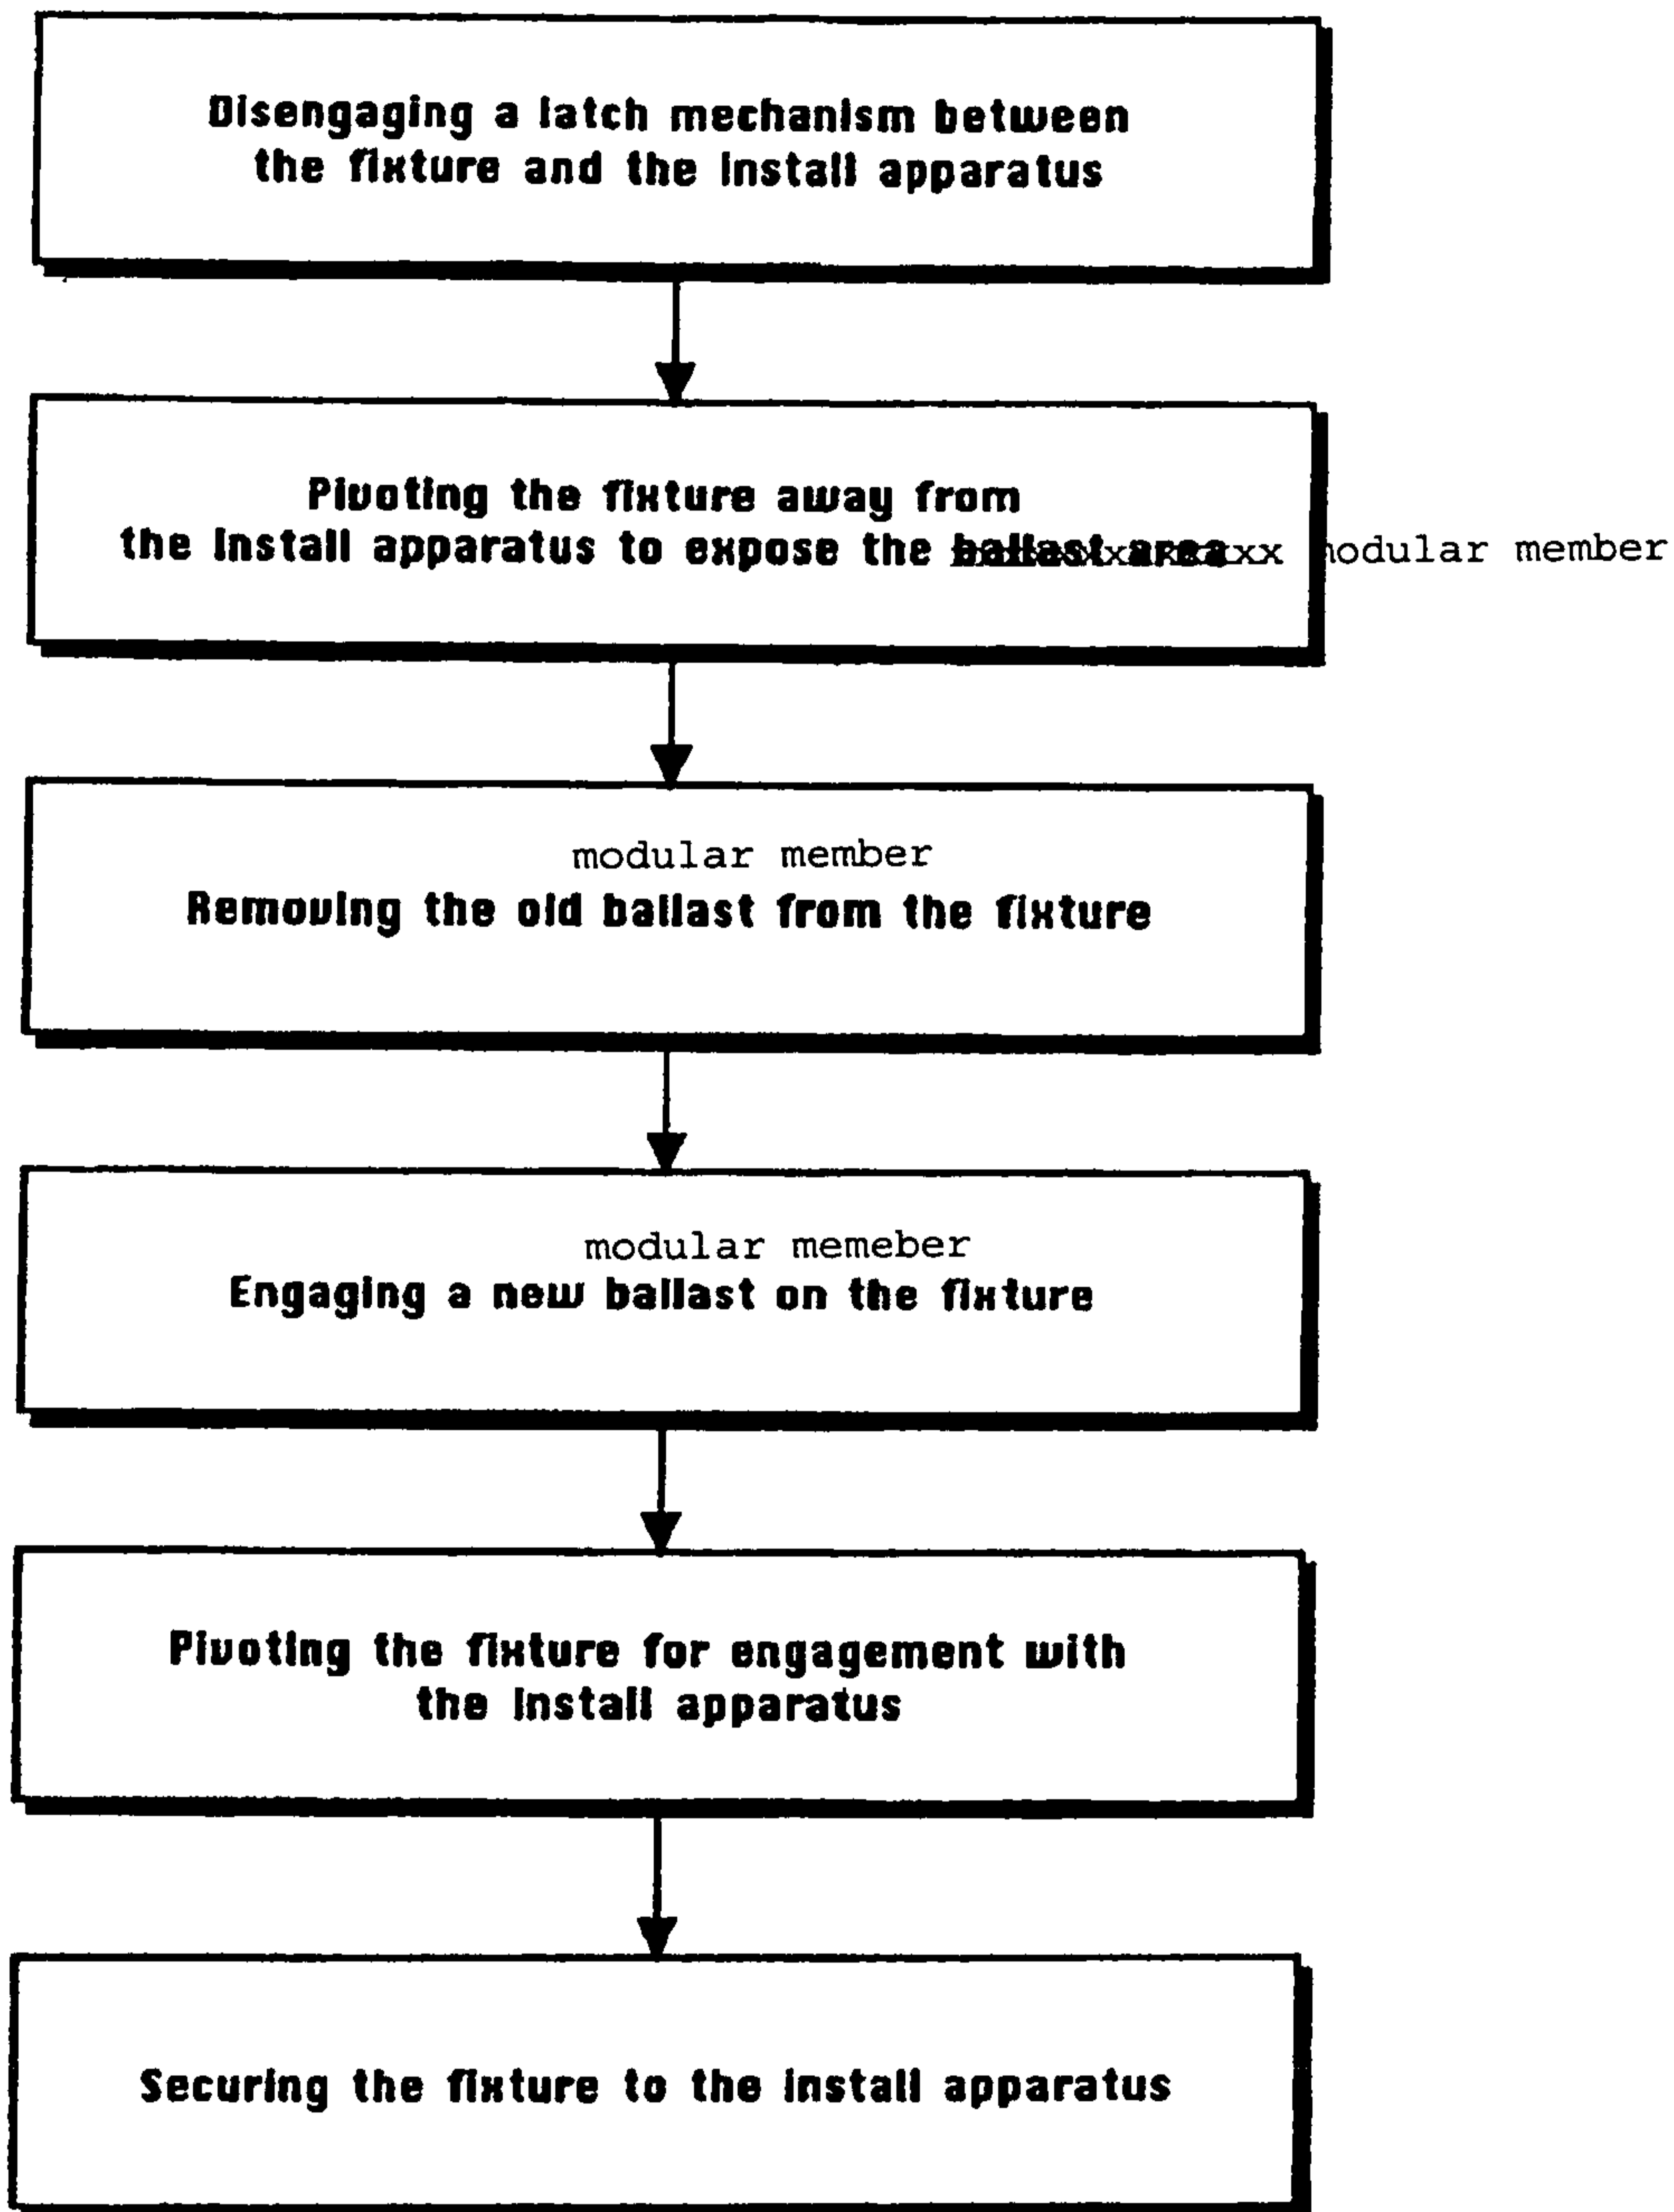 Disengaging a latch mechanism between
the fixture and the install apparatus
Pivoting the fixture away from
the install apparatus to expose the ballast area modular member
modular member
Removing the old ballast from the fixture
modular memeber
Engaging a new ballast on the fixture
Pivoting the fixture for engagement with
the install apparatus
Securing the fixture to the install apparatus